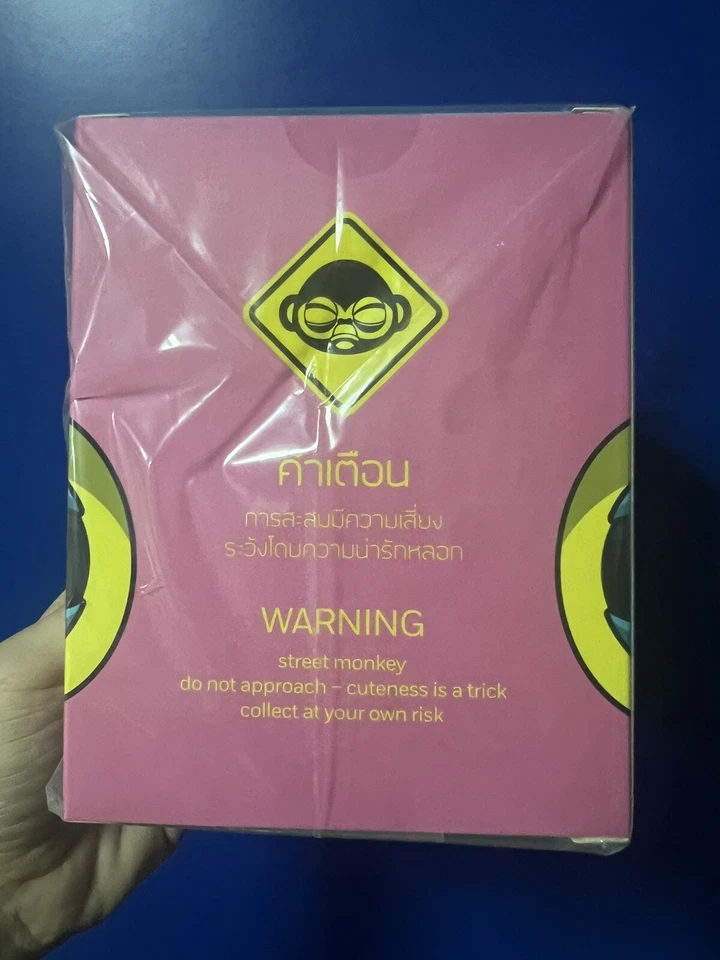 คำเตือน
การสะสมมีความเสี่ยง
ระวังโดนความน่ารักหลอก
WARNING
street monkey
do not approach – cuteness is a trick
collect at your own risk